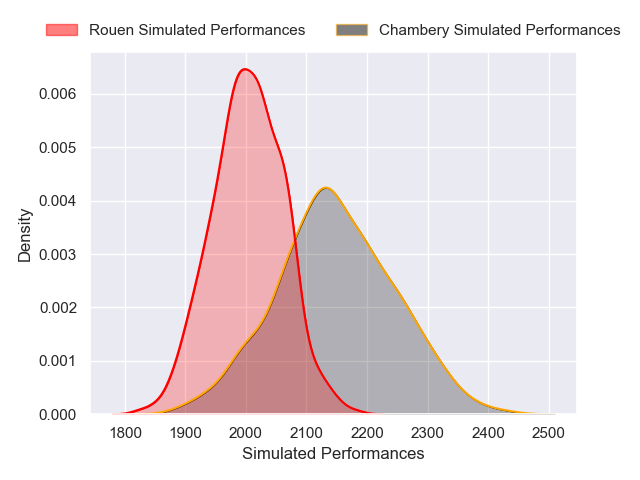 Rouen Simulated Performances
Chambery Simulated Performances
Density
0.006
0.005
0.004
0.003
0.002
0.001
0.000
1800 1900 2000 2100 2200 2300 2400 2500
Simulated Performances